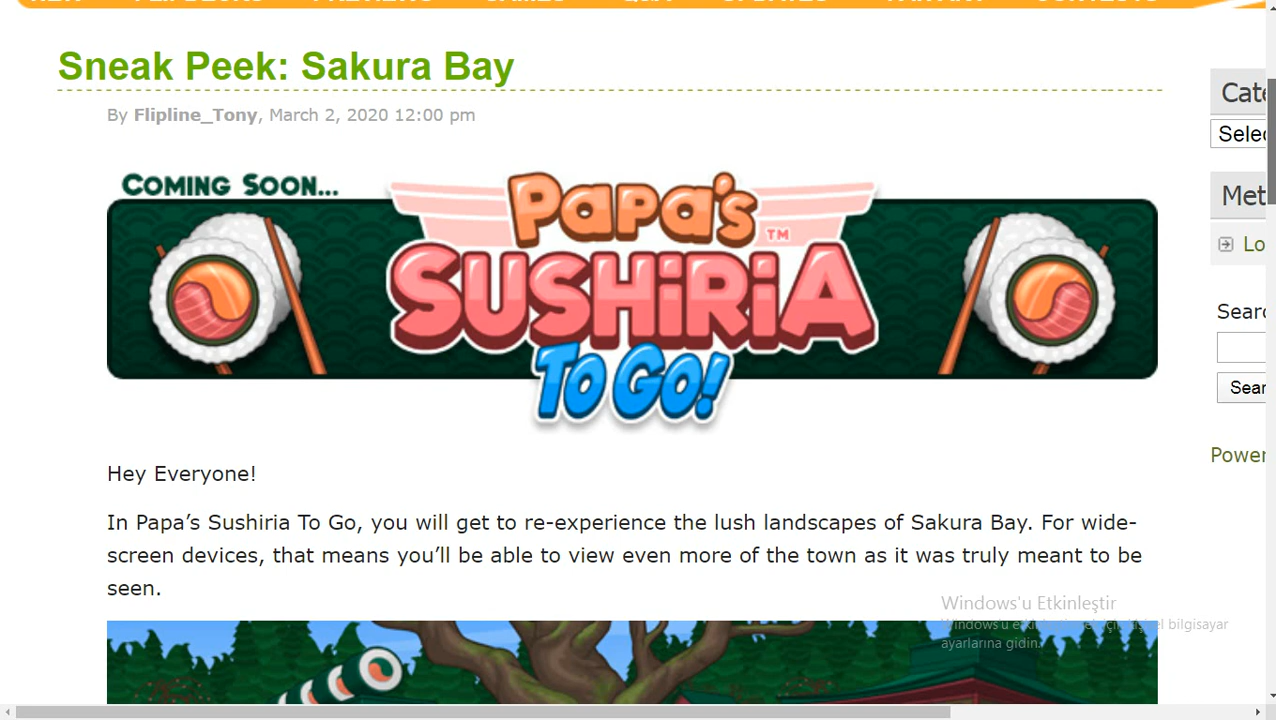 Sneak Peek: Sakura Bay
By Flipline_Tony, March 2, 2020 12:00 pm
COMING SOON...
PAPA'S
SUSHIRIA
TM
TO GO!
Hey Everyone!
In Papa’s Sushiria To Go, you will get to re-experience the lush landscapes of Sakura Bay. For wide-
screen devices, that means you’ll be able to view even more of the town as it was truly meant to be
seen.
Windows'u Etkinleştir
ayarlarına gidin.
Cate
Selec
Met
Lo
Searc
Sear
Power